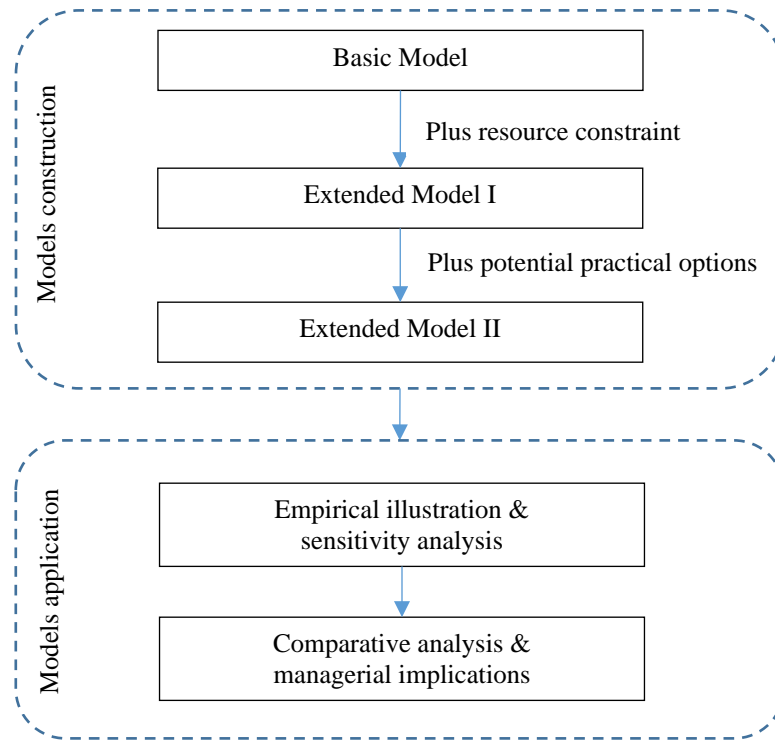 Models construction
Basic Model
Plus resource constraint
Extended Model I
Plus potential practical options
Extended Model II
Models application
Empirical illustration &
sensitivity analysis
Comparative analysis &
managerial implications